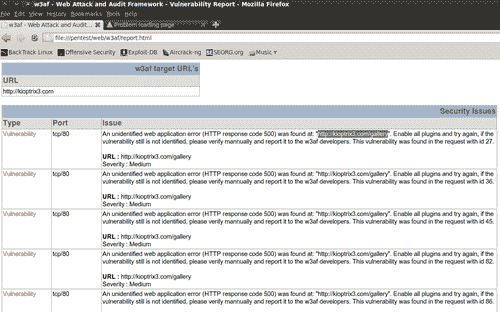 w3af - Web Attack and Audit Framework - Vulnerability Report - Mozilla Firefox
File Edit View History Bookmarks Tools Help
w3af - Web Attack and Audit... Problem loading page
file:///pentest/web/w3af/report.html
BackTrack Linux Offensive Security Exploit-DB Aircrack-ng SEORG.org Music
w3af target URL's
URL
http://kioptrix3.com
Security Issues
Type Port Issue
Vulnerability tcp/80 An unidentified web application error (HTTP response code 500) was found at: "http://kioptrix3.com/gallery". Enable all plugins and try again, if the
vulnerability still is not identified, please verify manually and report it to the w3af developers. This vulnerability was found in the request with id 27.
URL : http://kioptrix3.com/gallery
Severity : Medium
Vulnerability tcp/80 An unidentified web application error (HTTP response code 500) was found at: "http://kioptrix3.com/gallery". Enable all plugins and try again, if the
vulnerability still is not identified, please verify manually and report it to the w3af developers. This vulnerability was found in the request with id 36.
URL : http://kioptrix3.com/gallery
Severity : Medium
Vulnerability tcp/80 An unidentified web application error (HTTP response code 500) was found at: "http://kioptrix3.com/gallery". Enable all plugins and try again, if the
vulnerability still is not identified, please verify manually and report it to the w3af developers. This vulnerability was found in the request with id 45.
URL : http://kioptrix3.com/gallery
Severity : Medium
Vulnerability tcp/80 An unidentified web application error (HTTP response code 500) was found at: "http://kioptrix3.com/gallery". Enable all plugins and try again, if the
vulnerability still is not identified, please verify manually and report it to the w3af developers. This vulnerability was found in the request with id 82.
URL : http://kioptrix3.com/gallery
Severity : Medium
Vulnerability tcp/80 An unidentified web application error (HTTP response code 500) was found at: "http://kioptrix3.com/gallery". Enable all plugins and try again, if the
vulnerability still is not identified, please verify manually and report it to the w3af developers. This vulnerability was found in the request with id 86.